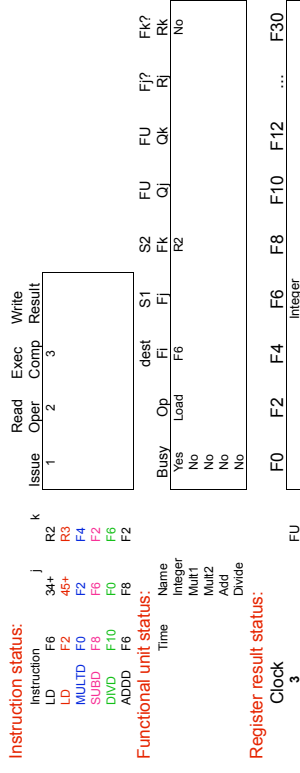 Instruction status:
Read Exec Write
Instruction j k Issue Oper Comp Result
LD F6 34+ R2 1 2 3
LD F2 45+ R3
MULTD F0 F2 F4
SUBD F8 F6 F2
DIVD F10 F0 F6
ADDD F6 F8 F2
Functional unit status:
dest S1 S2 FU FU Fj? Fk?
Time Name Busy Op Fi Fj Fk Qj Qk Rj Rk
Integer Yes Load F6 R2 No
Mult1 No
Mult2 No
Add No
Divide No
Register result status:
Clock F0 F2 F4 F6 F8 F10 F12 ... F30
3 FU Integer